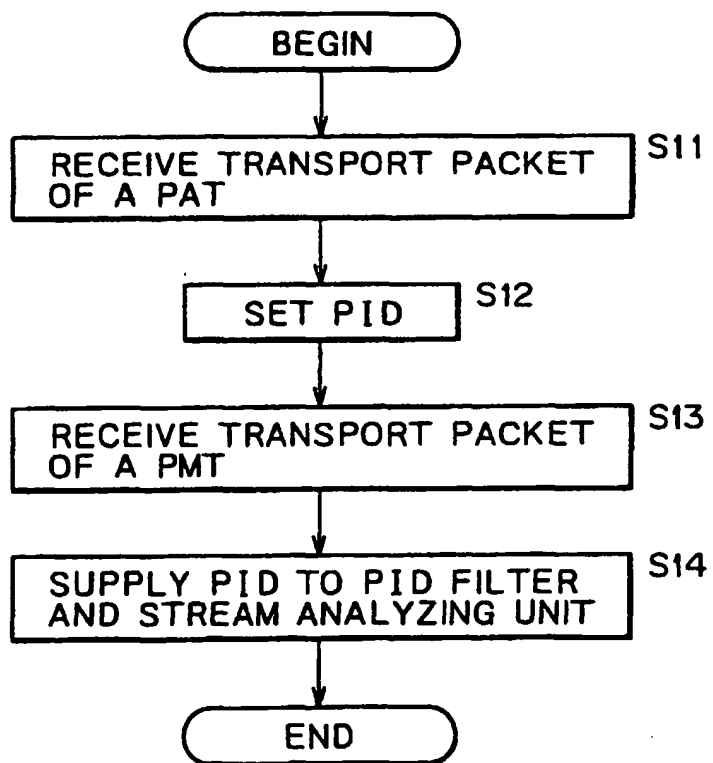 BEGIN
RECEIVE TRANSPORT PACKET
OF A PAT
S11
SET PID
S12
RECEIVE TRANSPORT PACKET
OF A PMT
S13
SUPPLY PID TO PID FILTER
AND STREAM ANALYZING UNIT
S14
END